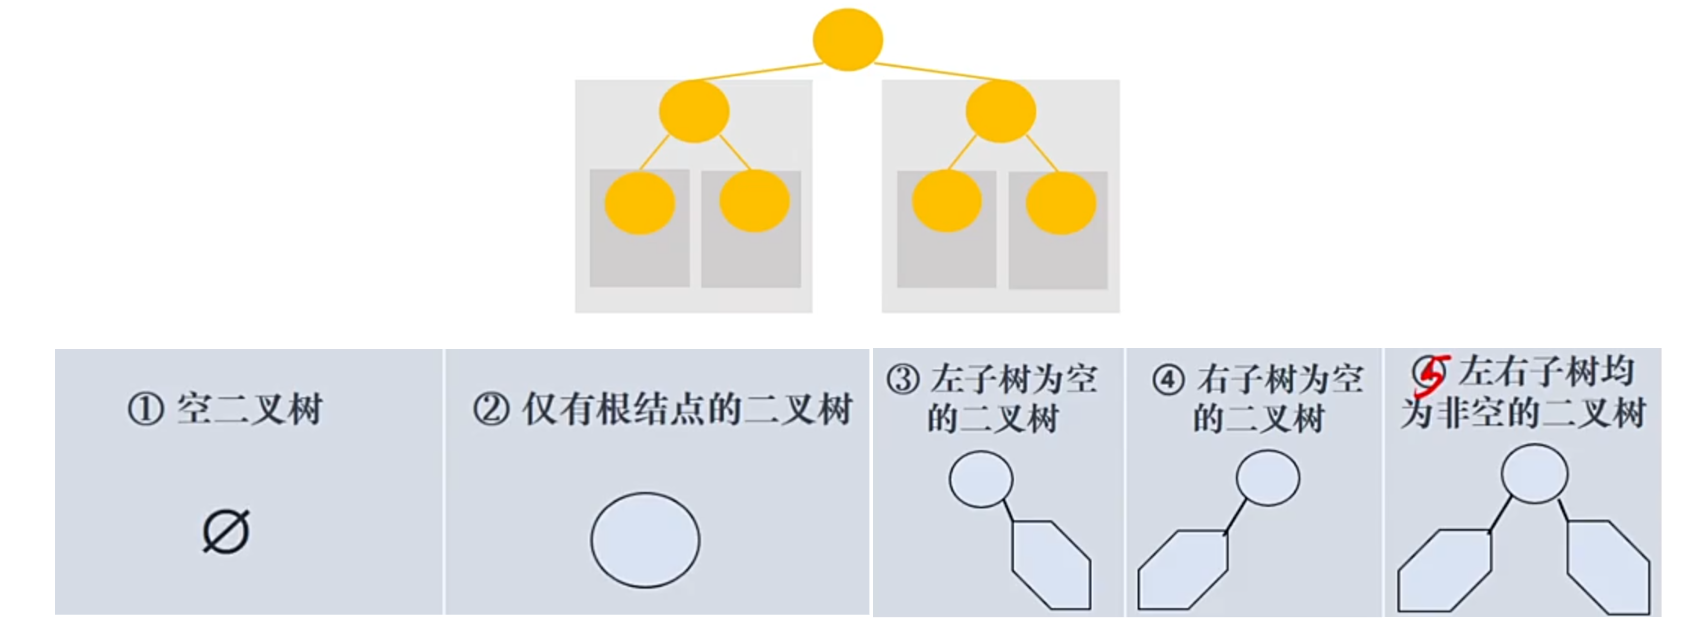 ① 空二叉树
② 仅有根结点的二叉树
③ 左子树为空
的二叉树
④ 右子树为空
的二叉树
5 左右子树均
为非空的二叉树
∅